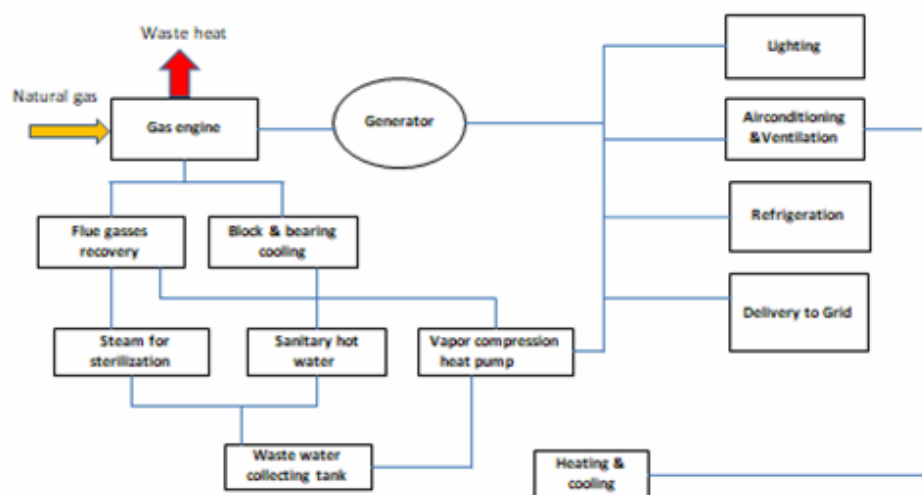 Waste heat
Natural gas
Gas engine
Generator
Lighting
Airconditioning
&Ventilation
Refrigeration
Delivery to Grid
Flue gasses
recovery
Block & bearing
cooling
Steam for
sterilization
Sanitary hot
water
Vapor compression
heat pump
Waste water
collecting tank
Heating &
cooling